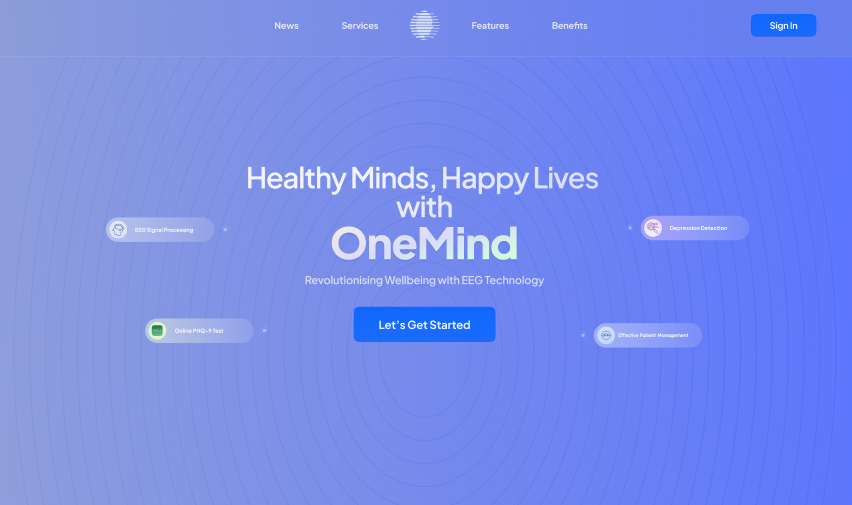 News
Services
Features
Benefits
Sign In
Healthy Minds, Happy Lives
with
OneMind
Revolutionising Wellbeing with EEG Technology
Let's Get Started
EEG Signal Processing
Depression Detection
Online PHQ-9 Test
Effective Patient Management